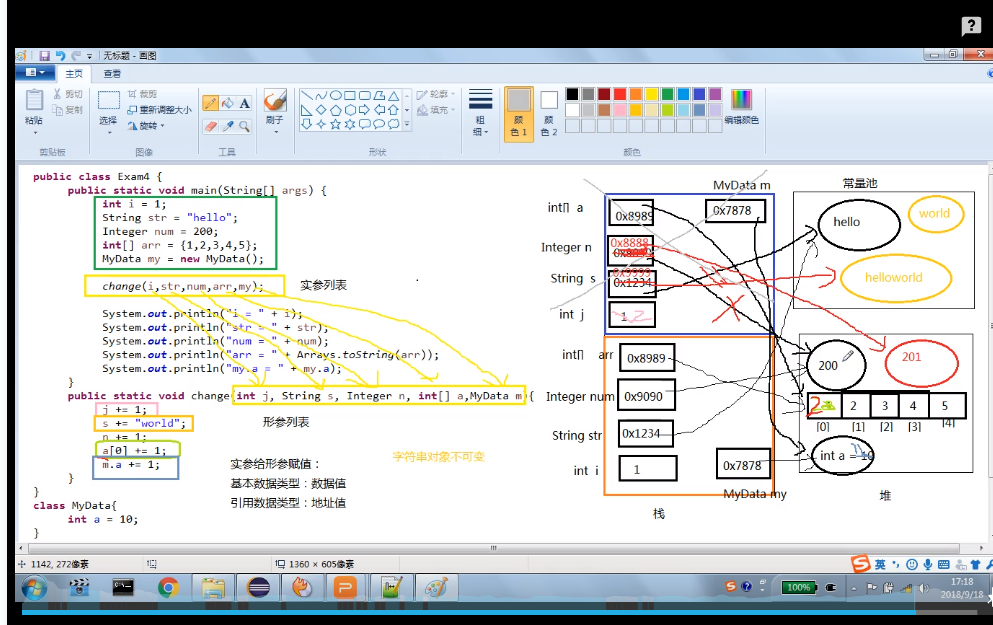 无标题 - 画图
主页
查看
剪切
复制
粘贴
剪贴板
裁剪
重新调整大小
旋转
选择
图像
A
工具
刷子
轮廓
填充
形状
粗细
颜色 1
颜色 2
编辑颜色
颜色
public class Exam4 {
public static void main(String[] args) {
int i = 1;
String str = "hello";
Integer num = 200;
int[] arr = {1,2,3,4,5};
MyData my = new MyData();
change(i,str,num,arr,my);
实参列表
System.out.println("i = " + i);
System.out.println("str = " + str);
System.out.println("num = " + num);
System.out.println("arr = " + Arrays.toString(arr));
System.out.println("my.a = " + my.a);
}
public static void change(int j, String s, Integer n, int[] a,MyData m){
j += 1;
s += "world";
n += 1;
a[0] += 1;
m.a += 1;
}
}
class MyData{
int a = 10;
}
形参列表
实参给形参赋值：
基本数据类型：数据值
引用数据类型：地址值
字符串对象不可变
MyData m
int[] a
0x8989
0x7878
Integer n
0x8888
String s
0x9999
0x1234
int j
1
2
int[] arr
0x8989
Integer num
0x9090
String str
0x1234
int i
1
0x7878
MyData my
栈
常量池
hello
world
helloworld
200
201
2
2
3
4
5
[0]
[1]
[2]
[3]
[4]
int a = 10
堆
1142, 272像素
1360 × 605像素
英
100%
17:18
2018/9/18